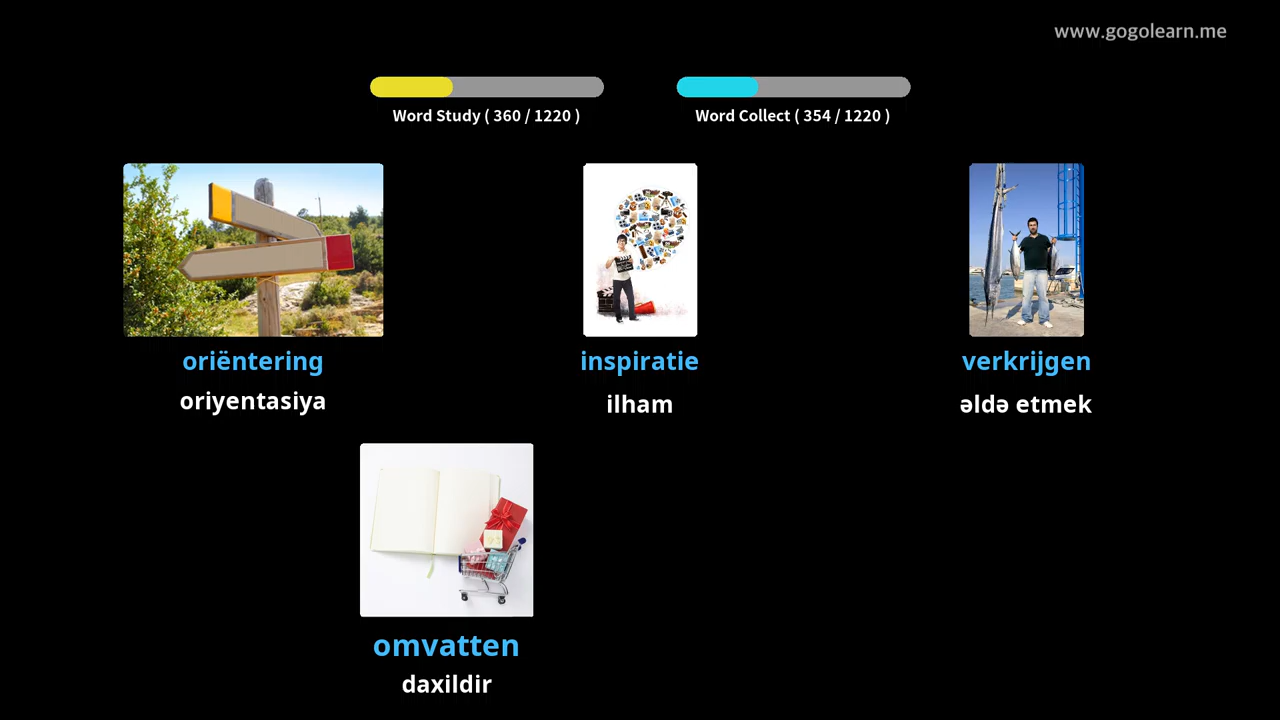 www.gogolearn.me
Word Study ( 360 / 1220 )
Word Collect ( 354 / 1220 )
oriëntering
oriyentasiya
inspiratie
ilham
verkrijgen
əldə etmək
omvatten
daxildir